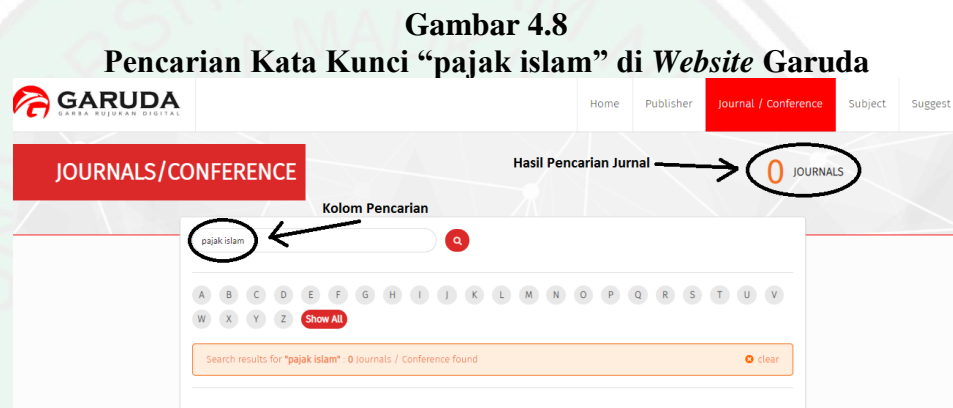 Gambar 4.8
Pencarian Kata Kunci “pajak islam” di Website Garuda
GARUDA
GARBA RUJUKAN DIGITAL
Home Publisher Journal / Conference Subject Suggest
JOURNALS/CONFERENCE
Hasil Pencarian Jurnal
0 JOURNALS
Kolom Pencarian
pajak islam
A B C D E F G H I J K L M N O P Q R S T U V
W X Y Z Show All
Search results for "pajak islam" : 0 Journals / Conference found
clear